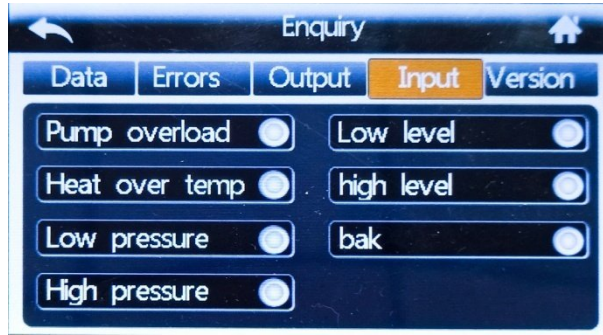 Enquiry
Data Errors Output Input Version
Pump overload
Low level
Heat over temp
high level
Low pressure
bak
High pressure